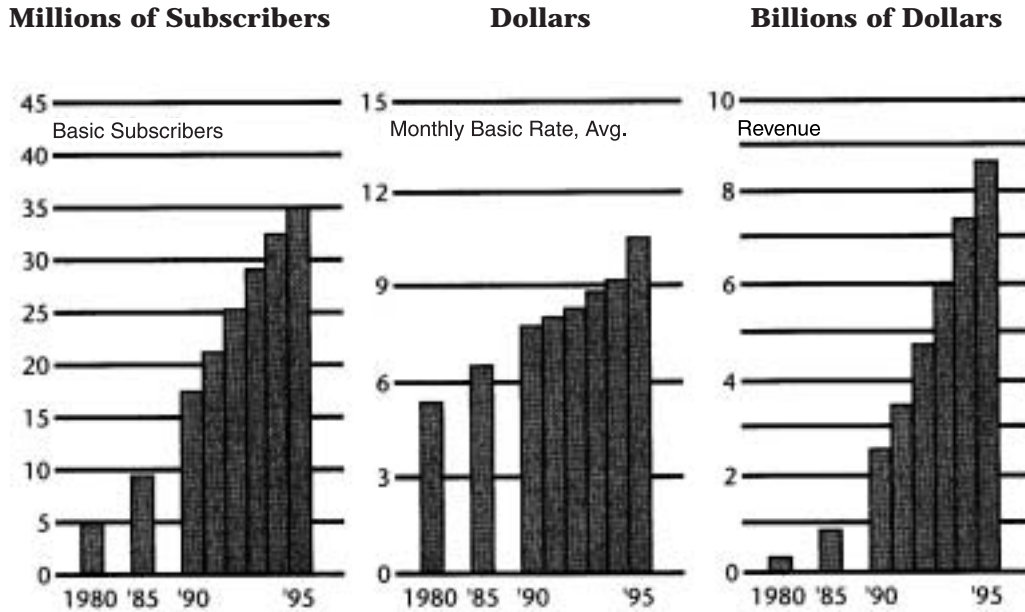 Millions of Subscribers
45
Basic Subscribers
40
35
30
25
20
15
10
5
0
1980 '85 '90 '95
Dollars
15
Monthly Basic Rate, Avg.
12
9
6
3
0
1980 '85 '90 '95
Billions of Dollars
10
Revenue
8
6
4
2
0
1980 '85 '90 '95